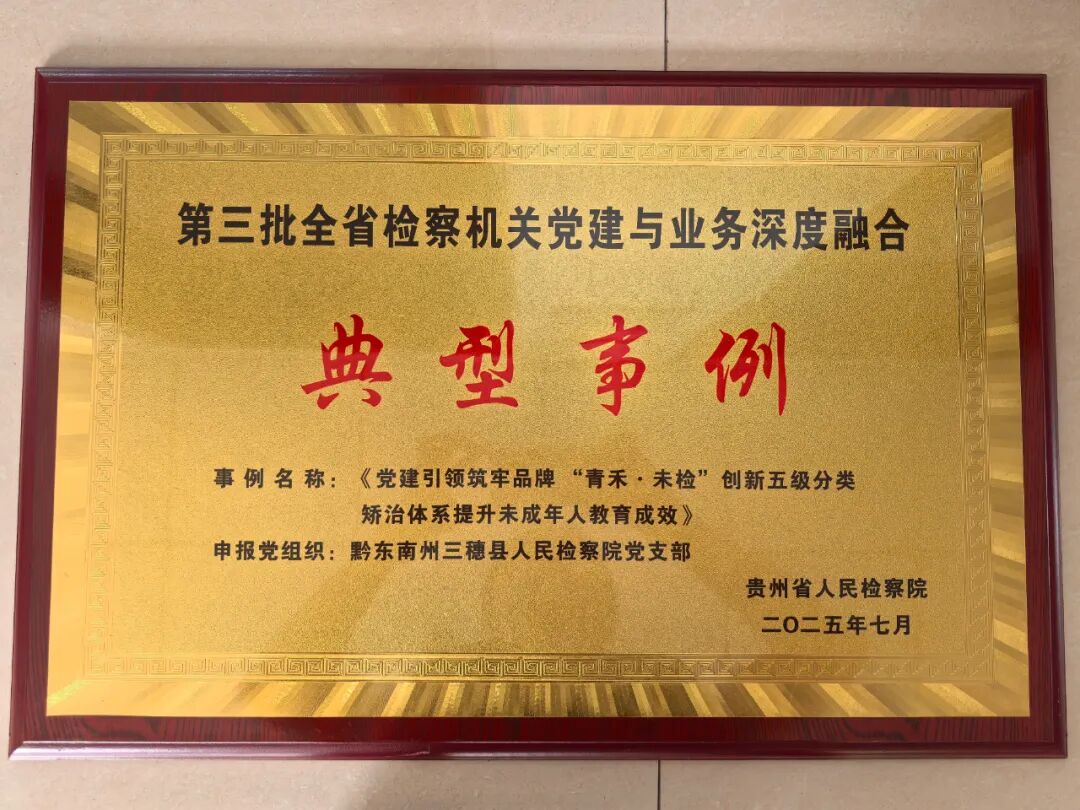 第三批全省检察机关党建与业务深度融合
典型事例
事例名称：《党建引领筑牢品牌“青禾·未检”创新五级分类
矫治体系提升未成年人教育成效》
申报党组织：黔东南州三穗县人民检察院党支部
贵州省人民检察院
二〇二五年七月